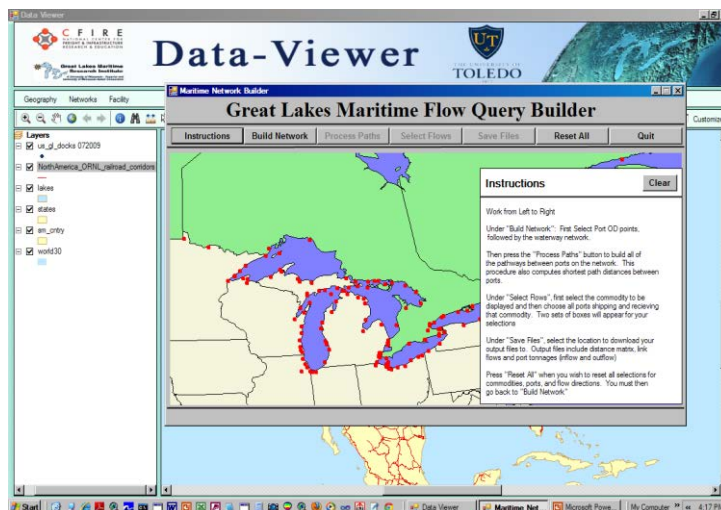 Data Viewer
CFIRE
NATIONAL CENTER FOR
FREIGHT & INFRASTRUCTURE
RESEARCH & EDUCATION
Great Lakes Maritime
Research Institute
Data-Viewer
UT
THE UNIVERSITY OF
TOLEDO
Geography Networks Facility
Customize
Layers
us_gl_docks 072009
NorthAmerica_ORNL_railroad_corridors
lakes
states
am_cntry
world30
Maritime Network Builder
Great Lakes Maritime Flow Query Builder
Instructions Build Network Process Paths Select Flows Save Files Reset All Quit
Instructions Clear
Work from Left to Right
Under "Build Network": First Select Port OD points,
followed by the waterway network.
Then press the "Process Paths" button to build all of
the pathways between ports on the network. This
procedure also computes shortest path distances between
ports.
Under "Select Flows", first select the commodity to be
displayed and then choose all ports shipping and recieving
that commodity. Two sets of boxes will appear for your
selections
Under "Save Files", select the location to download your
output files to. Output files include distance matrix, link
flows and port tonnages (inflow and outflow)
Press "Reset All" when you wish to reset all selections for
commodities, ports, and flow directions. You must then
go back to "Build Network"
Start Data Viewer Maritime Net... Microsoft Powe... My Computer 4:17 PM